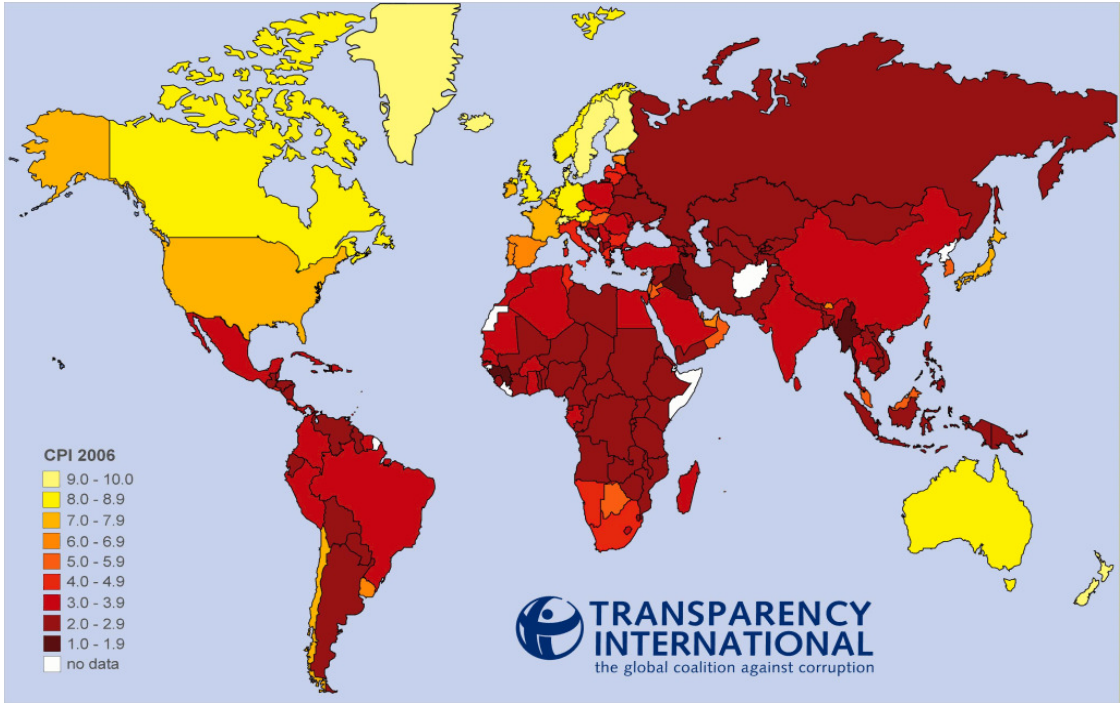 CPI 2006
9.0 - 10.0
8.0 - 8.9
7.0 - 7.9
6.0 - 6.9
5.0 - 5.9
4.0 - 4.9
3.0 - 3.9
2.0 - 2.9
1.0 - 1.9
no data
TRANSPARENCY
INTERNATIONAL
the global coalition against corruption